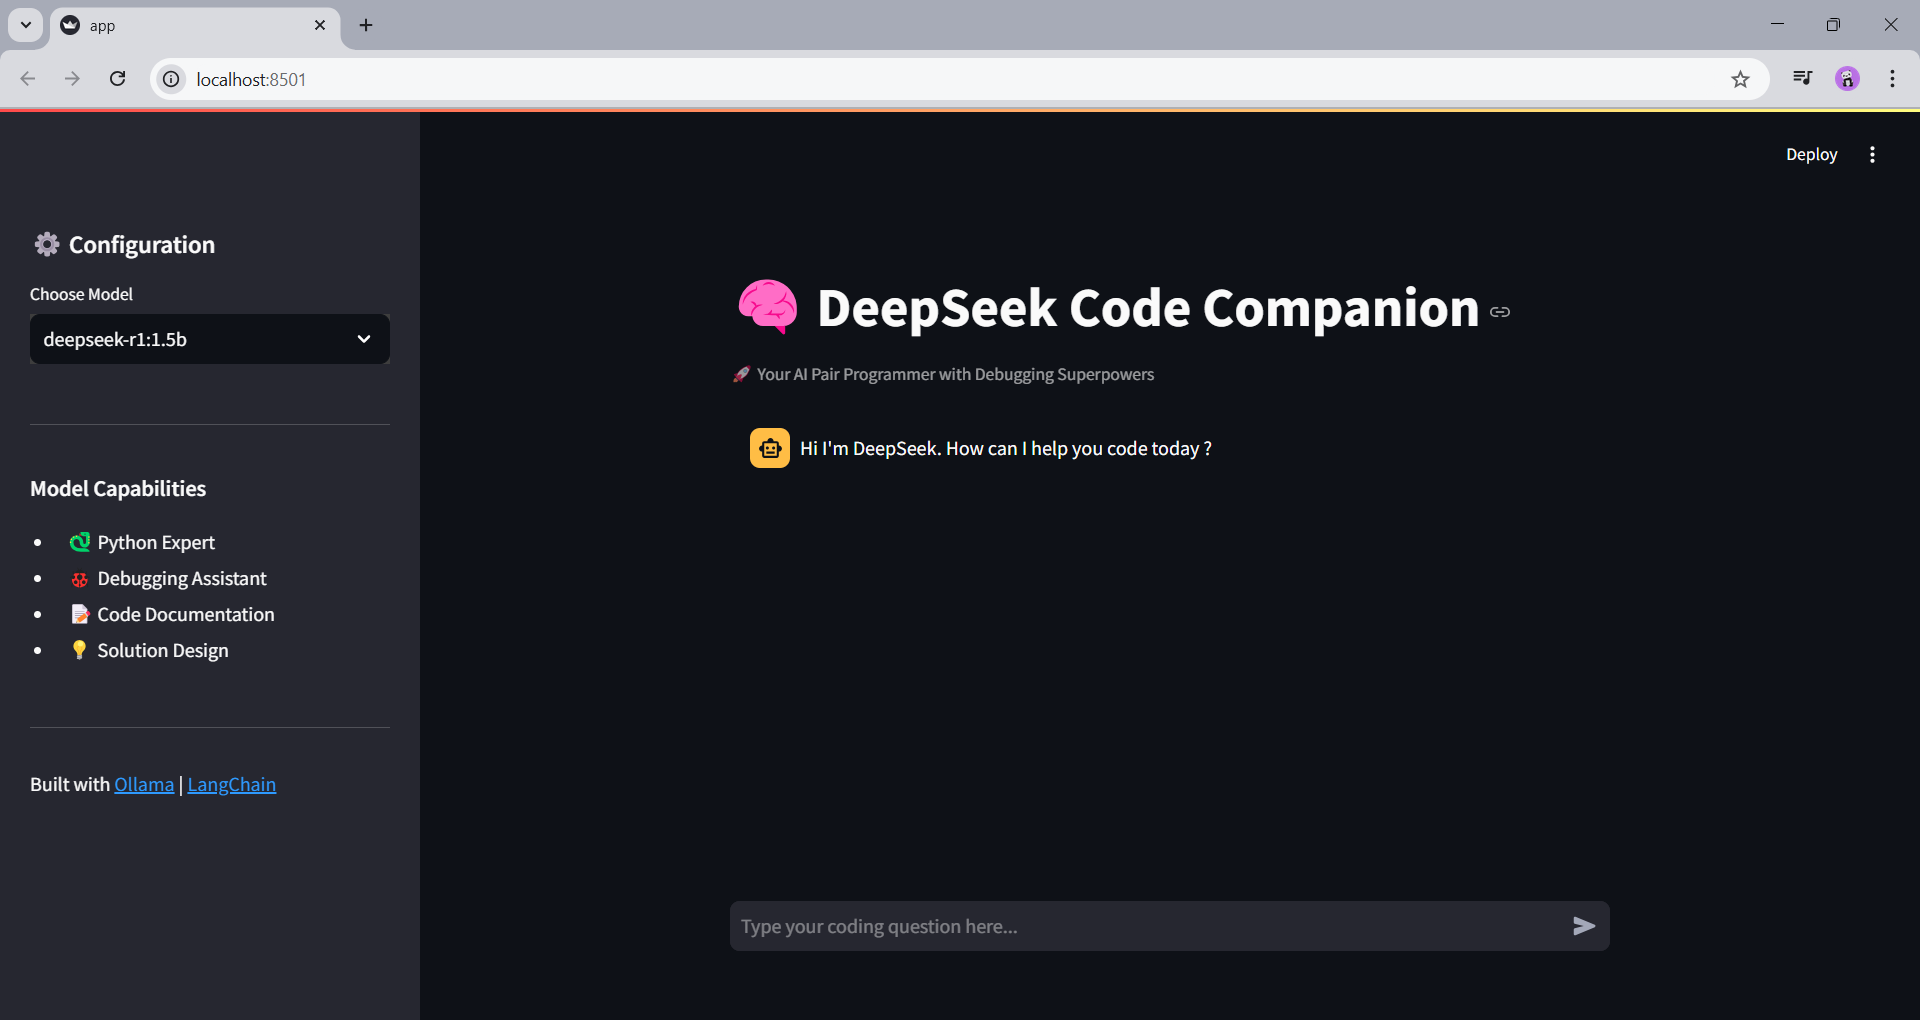 app
localhost:8501
Deploy
Configuration
Choose Model
deepseek-r1:1.5b
Model Capabilities
Python Expert
Debugging Assistant
Code Documentation
Solution Design
Built with Ollama | LangChain
DeepSeek Code Companion
Your AI Pair Programmer with Debugging Superpowers
Hi I'm DeepSeek. How can I help you code today ?
Type your coding question here...